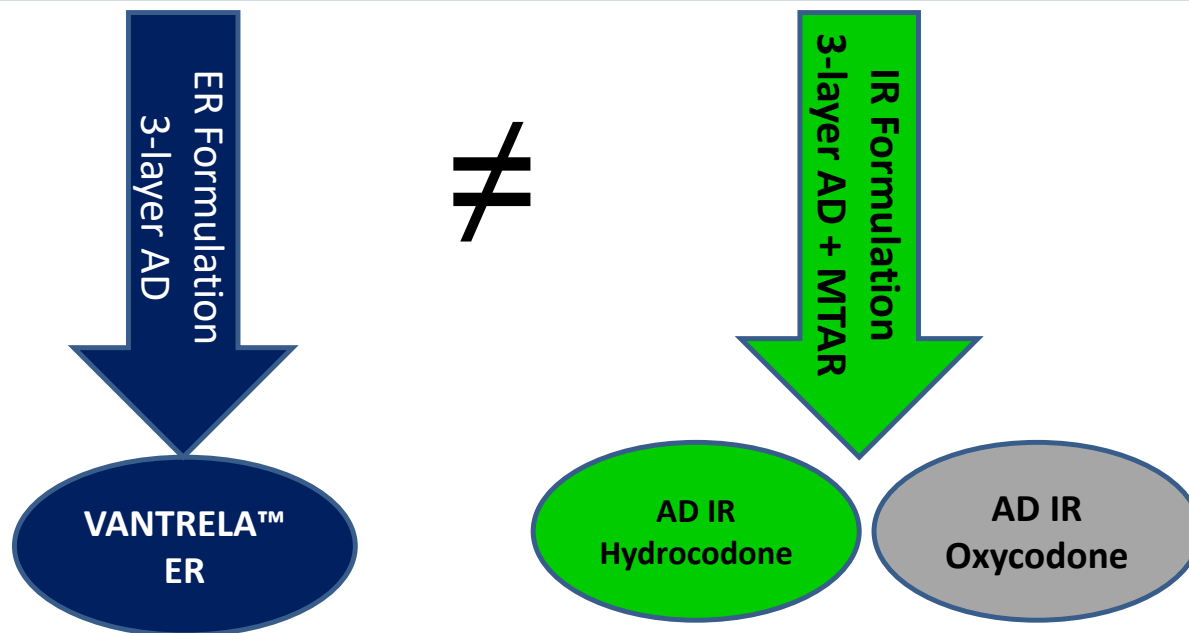 ER Formulation
3-layer AD
≠
IR Formulation
3-layer AD + MTAR
VANTRELA™
ER
AD IR
Hydrocodone
AD IR
Oxycodone